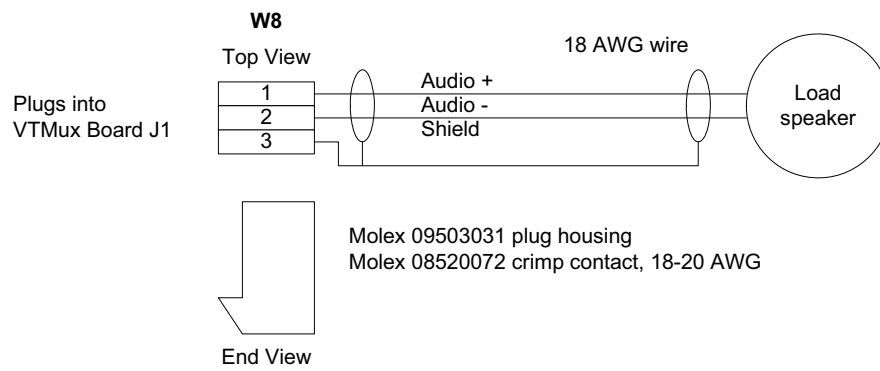 W8
Top View
18 AWG wire
Plugs into
VTMux Board J1
1
2
3
Audio +
Audio -
Shield
Load
speaker
Molex 09503031 plug housing
Molex 08520072 crimp contact, 18-20 AWG
End View